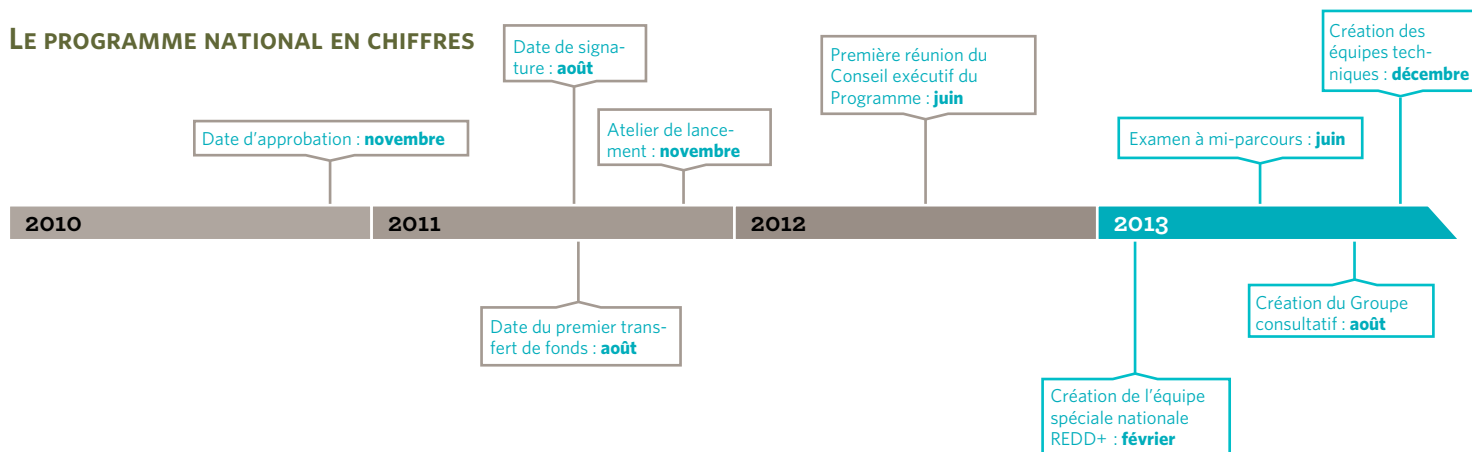 LE PROGRAMME NATIONAL EN CHIFFRES
Date d'approbation : novembre
Date de signa-
ture : août
Atelier de lance-
ment : novembre
Première réunion du
Conseil exécutif du
Programme : juin
Examen à mi-parcours : juin
Création des
équipes tech-
niques : décembre
2010
2011
2012
2013
Date du premier trans-
fert de fonds : août
Création de l'équipe
spéciale nationale
REDD+ : février
Création du Groupe
consultatif : août